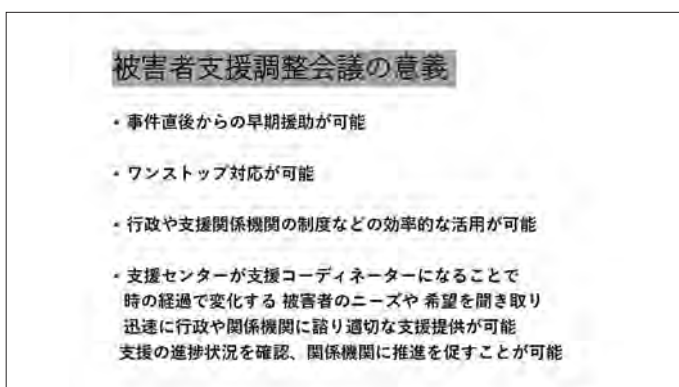 被害者支援調整会議の意義
・事件直後からの早期援助が可能
・ワンストップ対応が可能
・行政や支援関係機関の制度などの効率的な活用が可能
・支援センターが支援コーディネーターになることで
時の経過で変化する 被害者のニーズや 希望を聞き取り
迅速に行政や関係機関に諮り適切な支援提供が可能
支援の進捗状況を確認、関係機関に推進を促すことが可能